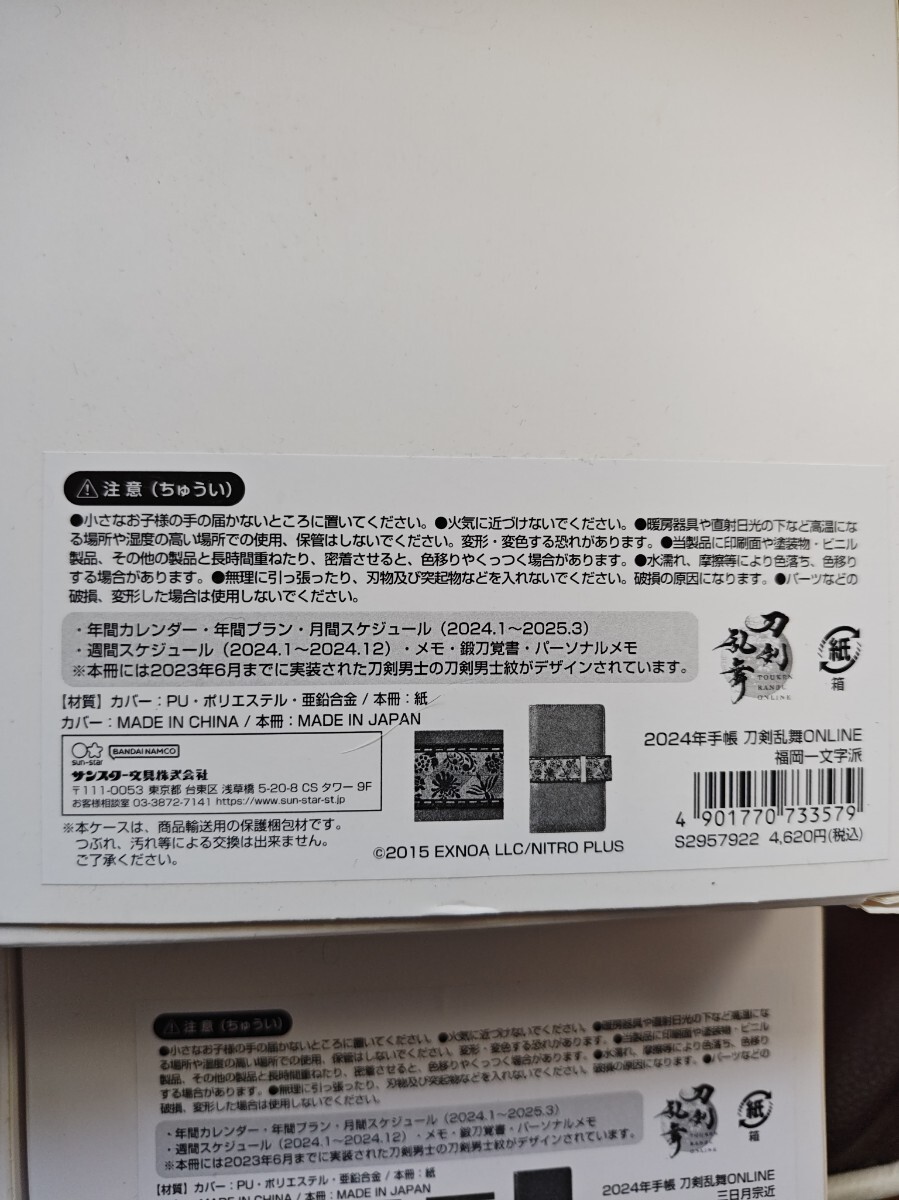 ⚠注意（ちゅうい）
●小さなお子様の手の届かないところに置いてください。●火気に近づけないでください。●暖房器具や直射日光の下など高温にな
る場所や湿度の高い場所での使用、保管はしないでください。変形・変色する恐れがあります。●当製品に印刷面や塗装物・ビニル
製品、その他の製品と長時間重ねたり、密着させると、色移りやくっつく場合があります。●水濡れ、摩擦等により色落ち、色移り
する場合があります。●無理に引っ張ったり、刃物及び突起物などを入れないでください。破損の原因になります。●パーツなどの
破損、変形した場合は使用しないでください。
・年間カレンダー・年間プラン・月間スケジュール（2024.1〜2025.3）
・週間スケジュール（2024.1〜2024.12）・メモ・鍛刀覚書・パーソナルメモ
※本冊には2023年6月までに実装された刀剣男士の刀剣男士紋がデザインされています。
刀剣乱舞
TOUKEN
RANBU
ONLINE
紙
箱
【材質】カバー：PU・ポリエステル・亜鉛合金 / 本冊：紙
カバー：MADE IN CHINA / 本冊：MADE IN JAPAN
sun-star
BANDAI NAMCO
サンスター文具株式会社
〒111-0053 東京都 台東区 浅草橋 5-20-8 CS タワー 9F
お客様相談室 03-3872-7141 https://www.sun-star-st.jp
※本ケースは、商品輸送用の保護梱包材です。
つぶれ、汚れ等による交換は出来ません。
ご了承ください。
©2015 EXNOA LLC/NITRO PLUS
2024年手帳 刀剣乱舞ONLINE
福岡一文字派
4 901770 733579
S2957922 4,620円(税込)
⚠注意（ちゅうい）
●小さなお子様の手の届かないところに置いてください。●火気に近づけないでください。●暖房器具や直射日光の下など高温にな
る場所や湿度の高い場所での使用、保管はしないでください。変形・変色する恐れがあります。●当製品に印刷面や塗装物・ビニル
製品、その他の製品と長時間重ねたり、密着させると、色移りやくっつく場合があります。●水濡れ、摩擦等により色落ち、色移り
する場合があります。●無理に引っ張ったり、刃物及び突起物などを入れないでください。破損の原因になります。●パーツなどの
破損、変形した場合は使用しないでください。
・年間カレンダー・年間プラン・月間スケジュール（2024.1〜2025.3）
・週間スケジュール（2024.1〜2024.12）・メモ・鍛刀覚書・パーソナルメモ
※本冊には2023年6月までに実装された刀剣男士の刀剣男士紋がデザインされています。
刀剣乱舞
TOUKEN
RANBU
ONLINE
紙
箱
【材質】カバー：PU・ポリエステル・亜鉛合金 / 本冊：紙
MADE IN CHINA / 本冊：MADE IN JAPAN
2024年手帳 刀剣乱舞ONLINE
三日月宗近